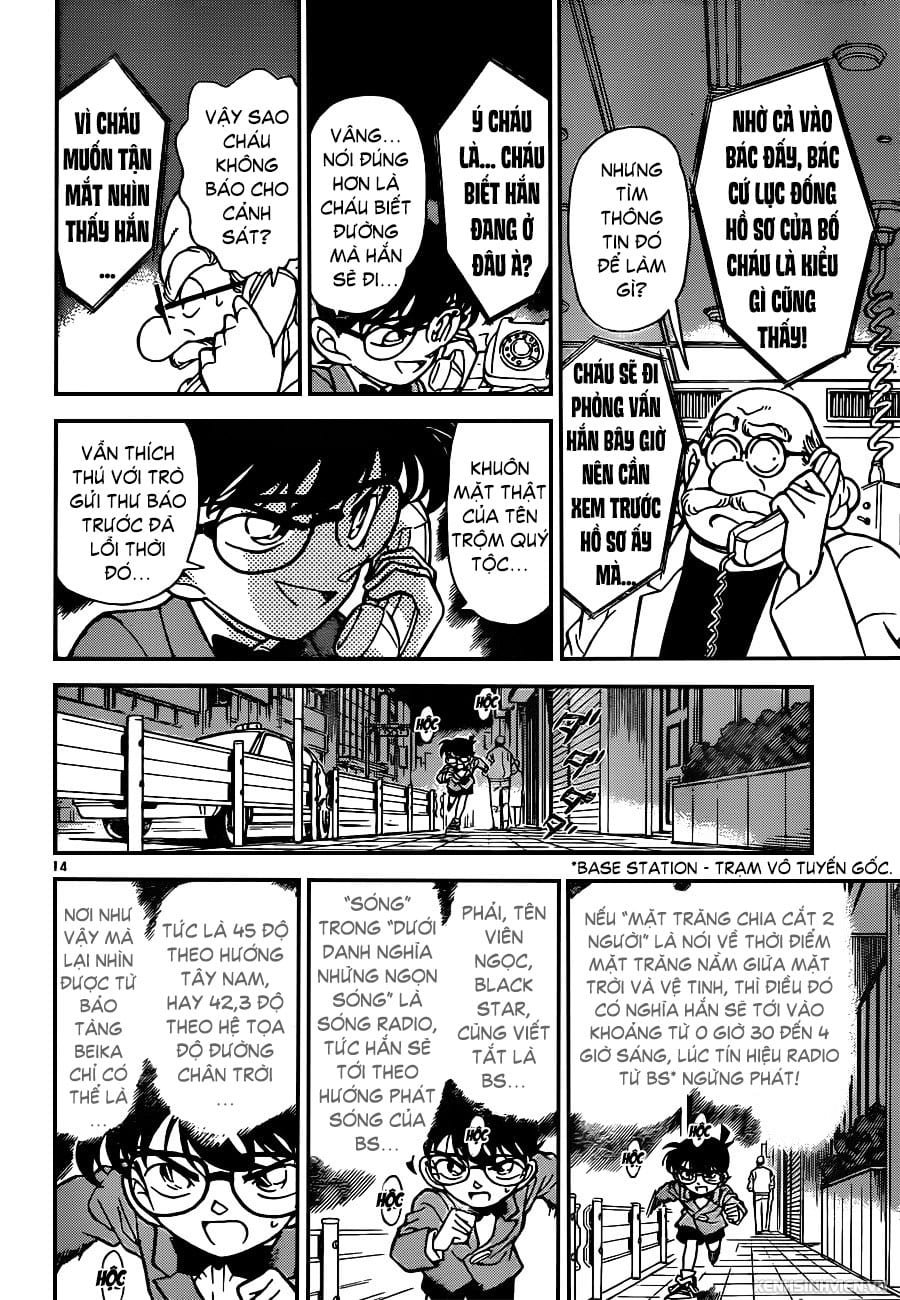 NHỜ CẢ VÀO
BÁC ĐẤY, BÁC
CỨ LỤC ĐỐNG
HỒ SƠ CỦA BỐ
CHÁU LÀ KIỂU
GÌ CŨNG
THẤY!
NHƯNG
TÌM
THÔNG
TIN ĐÓ
ĐỂ LÀM
GÌ?
CHÁU SẼ ĐI
PHỎNG VẤN
HẮN BÂY GIỜ
NÊN CẦN
XEM TRƯỚC
HỒ SƠ ẤY
MÀ...
Ý CHÁU
LÀ... CHÁU
BIẾT HẮN
ĐANG Ở
ĐÂU À?
VÂNG...
NÓI ĐÚNG
HƠN LÀ
CHÁU BIẾT
ĐƯỜNG
MÀ HẮN
SẼ ĐI...
VẬY SAO
CHÁU
KHÔNG
BÁO CHO
CẢNH
SÁT?
VÌ CHÁU
MUỐN TẬN
MẮT NHÌN
THẤY HẮN
...
KHUÔN
MẶT THẬT
CỦA TÊN
TRỘM QUÝ
TỘC...
VẪN THÍCH
THÚ VỚI TRÒ
GỬI THƯ BÁO
TRƯỚC ĐÃ
LỖI THỜI
ĐÓ...
HỘC
HỘC
ダダダ
14
*BASE STATION - TRẠM VÔ TUYẾN GỐC.
NẾU "MẶT TRĂNG CHIA CẮT 2
NGƯỜI" LÀ NÓI VỀ THỜI ĐIỂM
MẶT TRĂNG NẰM GIỮA MẶT
TRỜI VÀ VỆ TINH, THÌ ĐIỀU ĐÓ
CÓ NGHĨA HẮN SẼ TỚI VÀO
KHOẢNG TỪ 0 GIỜ 30 ĐẾN 4
GIỜ SÁNG, LÚC TÍN HIỆU RADIO
TỪ BS* NGỪNG PHÁT!
HỘC
HỘC
PHẢI, TÊN
VIÊN
NGỌC,
BLACK
STAR,
CŨNG VIẾT
TẮT LÀ
BS...
"SÓNG"
TRONG "DƯỚI
DANH NGHĨA
NHỮNG NGỌN
SÓNG" LÀ
SÓNG RADIO,
TỨC HẮN SẼ
TỚI THEO
HƯỚNG PHÁT
SÓNG CỦA
BS...
HỘC
HỘC
TỨC LÀ 45 ĐỘ
THEO HƯỚNG
TÂY NAM,
HAY 42,3 ĐỘ
THEO HỆ TỌA
ĐỘ ĐƯỜNG
CHÂN TRỜI
...
NƠI NHƯ
VẬY MÀ
LẠI NHÌN
ĐƯỢC TỪ
BẢO
TÀNG
BEIKA
CHỈ CÓ
THỂ LÀ ...
HỘC
HỘC